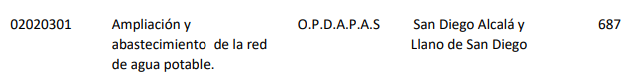 02020301 Ampliación y O.P.D.A.P.A.S San Diego Alcalá y 687
abastecimiento de la red Llano de San Diego
de agua potable.